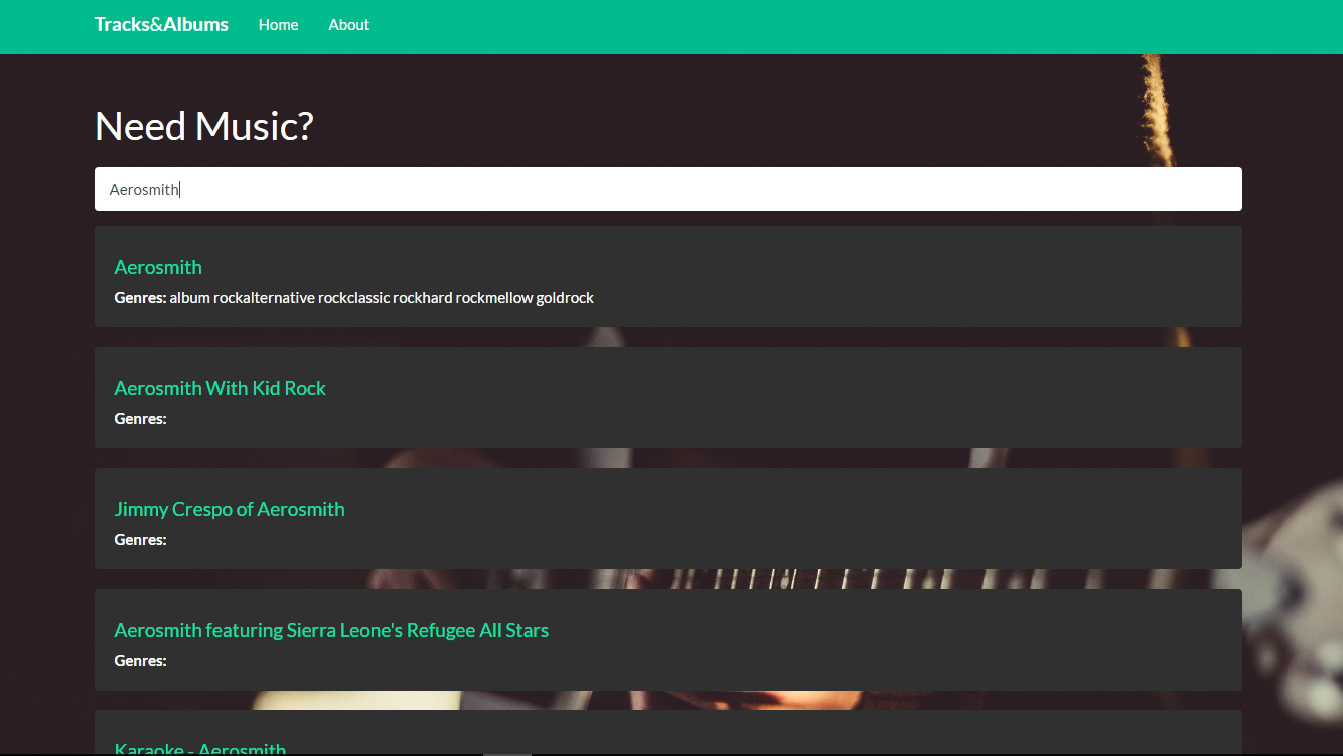 Tracks&Albums Home About
Need Music?
Aerosmith
Aerosmith
Genres: album rockalternative rockclassic rockhard rockmellow goldrock
Aerosmith With Kid Rock
Genres:
Jimmy Crespo of Aerosmith
Genres:
Aerosmith featuring Sierra Leone's Refugee All Stars
Genres:
Karaoke - Aerosmith